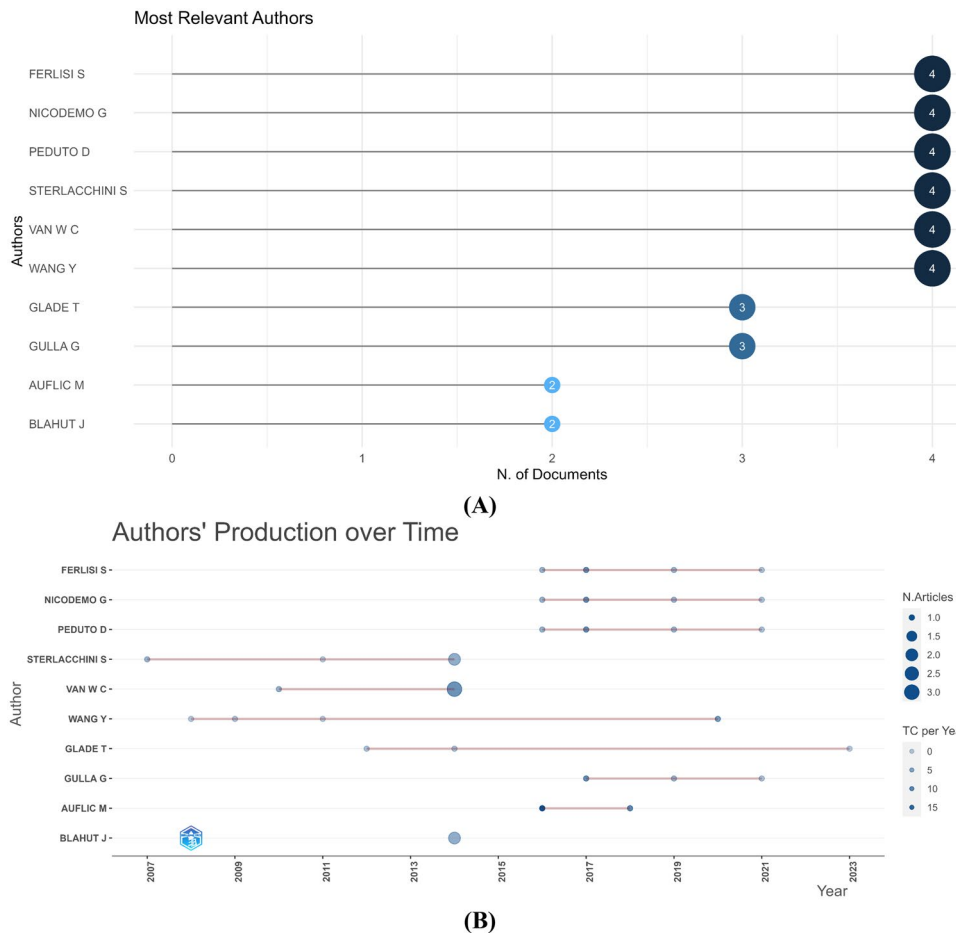 Most Relevant Authors
Authors
FERLISI S
4
NICODEMO G
4
PEDUTO D
4
STERLACCHINI S
4
VAN W C
4
WANG Y
4
GLADE T
3
GULLA G
3
AUFLIC M
2
BLAHUT J
2
0 1 2 3 4
N. of Documents
(A)
Authors' Production over Time
Author
FERLISI S
NICODEMO G
PEDUTO D
STERLACCHINI S
VAN W C
WANG Y
GLADE T
GULLA G
AUFLIC M
BLAHUT J
2007 2009 2011 2013 2015 2017 2019 2021 2023
Year
N.Articles
1.0
1.5
2.0
2.5
3.0
TC per Ye
0
5
10
15
(B)